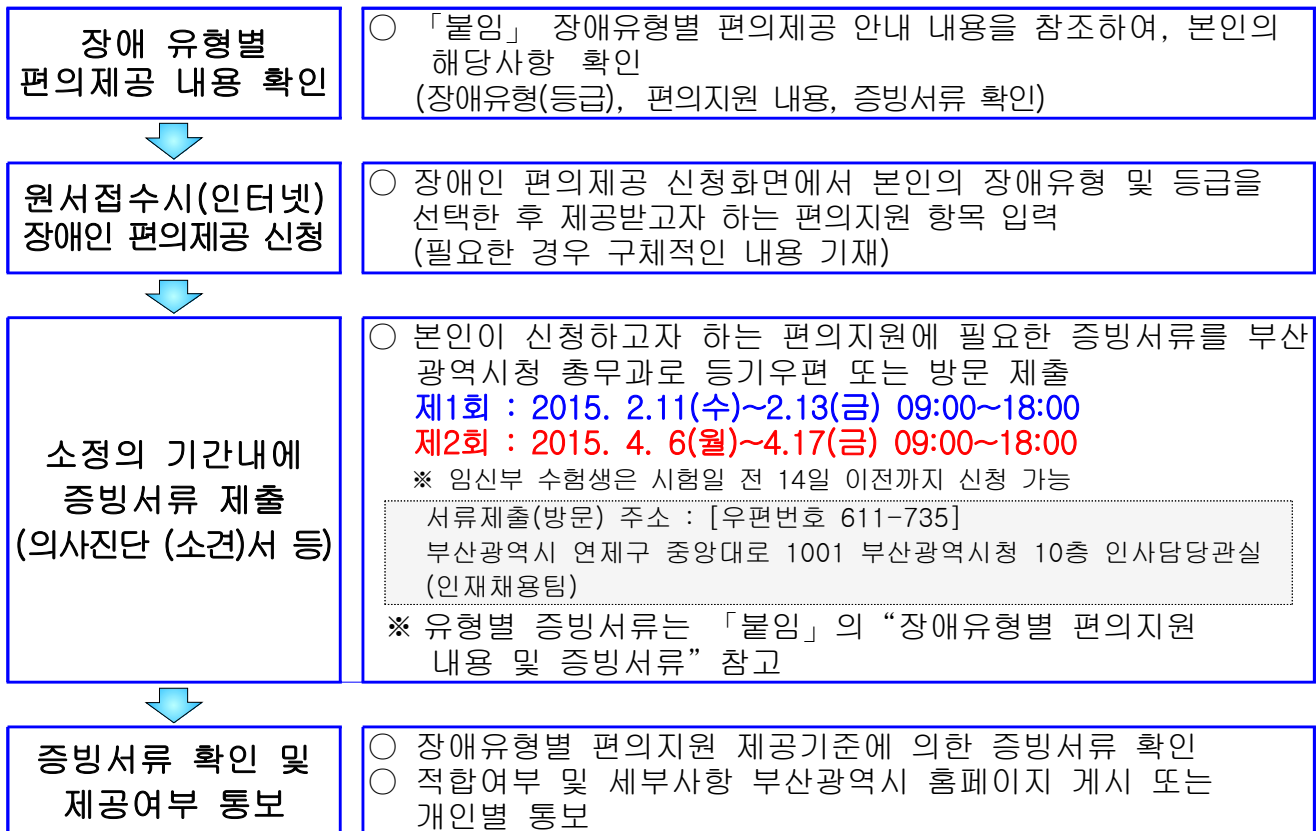 장애 유형별
편의제공 내용 확인
○ 「붙임」 장애유형별 편의제공 안내 내용을 참조하여, 본인의
해당사항 확인
(장애유형(등급), 편의지원 내용, 증빙서류 확인)
원서접수시(인터넷)
장애인 편의제공 신청
○ 장애인 편의제공 신청화면에서 본인의 장애유형 및 등급을
선택한 후 제공받고자 하는 편의지원 항목 입력
(필요한 경우 구체적인 내용 기재)
소정의 기간내에
증빙서류 제출
(의사진단 (소견)서 등)
○ 본인이 신청하고자 하는 편의지원에 필요한 증빙서류를 부산
광역시청 총무과로 등기우편 또는 방문 제출
제1회 : 2015. 2.11(수)~2.13(금) 09:00~18:00
제2회 : 2015. 4. 6(월)~4.17(금) 09:00~18:00
※ 임신부 수험생은 시험일 전 14일 이전까지 신청 가능
서류제출(방문) 주소 : [우편번호 611-735]
부산광역시 연제구 중앙대로 1001 부산광역시청 10층 인사담당관실
(인재채용팀)
※ 유형별 증빙서류는 「붙임」의 “장애유형별 편의지원
내용 및 증빙서류” 참고
증빙서류 확인 및
제공여부 통보
○ 장애유형별 편의지원 제공기준에 의한 증빙서류 확인
○ 적합여부 및 세부사항 부산광역시 홈페이지 게시 또는
개인별 통보